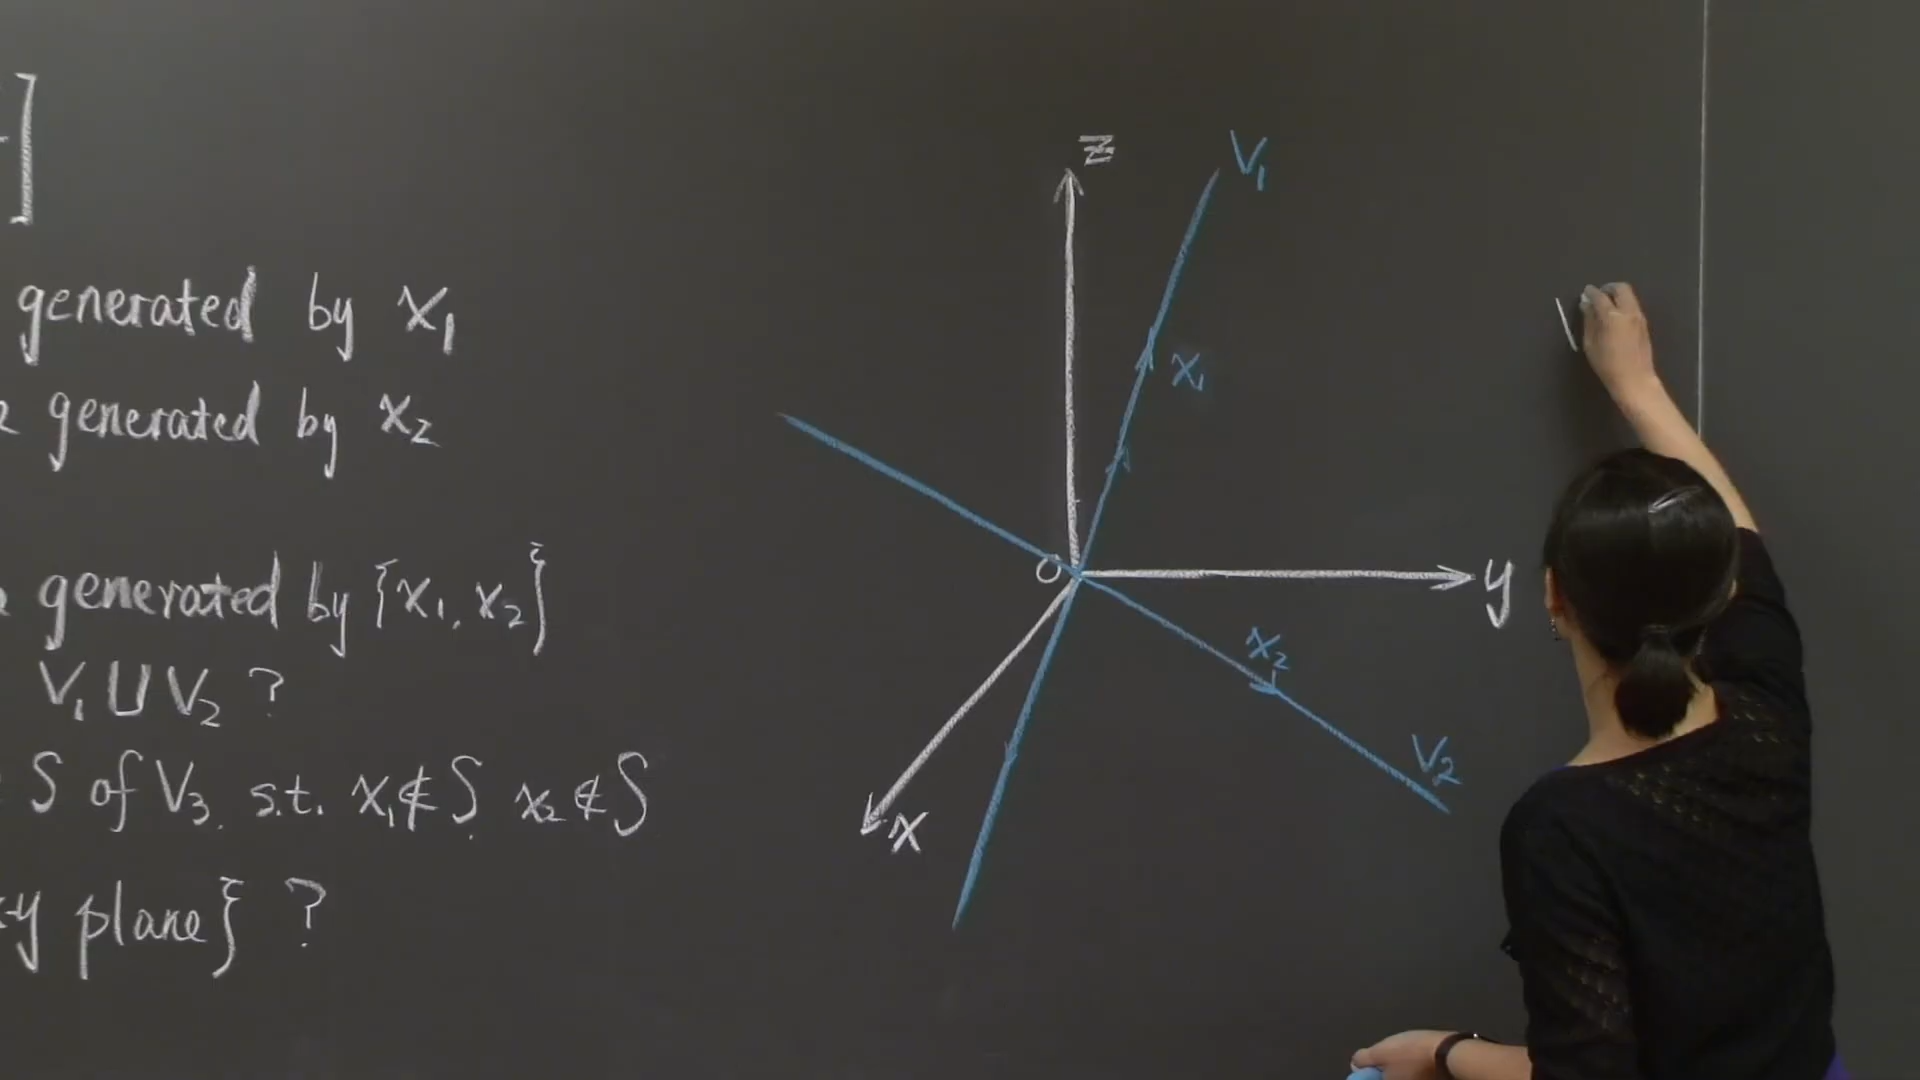 ]
generated by x₁
generated by x₂
generated by {x₁, x₂}
V₁ ∪ V₂ ?
S of V₃ s.t. x₁ ∉ S, x₂ ∉ S
y plane} ?
z
V₁
x₁
0
y
x₂
V₂
x